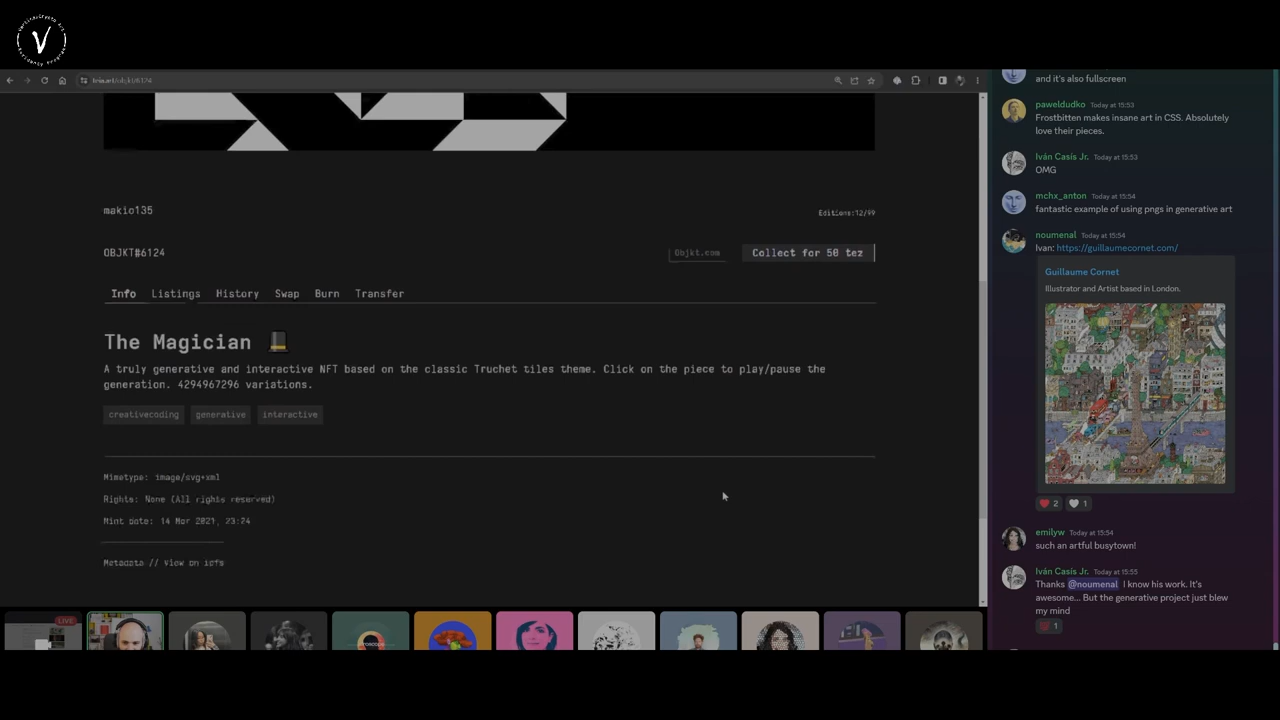 V
and it's also fullscreen
paweldudko Today at 15:53
Frostbitten makes insane art in CSS. Absolutely
love their pieces.
Iván Casís Jr. Today at 15:53
OMG
mchx_anton Today at 15:54
fantastic example of using pngs in generative art
noumenal Today at 15:54
Ivan: https://guillaumecornet.com/
Guillaume Cornet
Illustrator and Artist based in London.
2
1
emilyw Today at 15:54
such an artful busytown!
Iván Casís Jr. Today at 15:55
Thanks @noumenal I know his work. It's
awesome... But the generative project just blew
my mind
1
makio135
Editions:12/99
OBJKT#6124
Objkt.com
Collect for 50 tez
Info Listings History Swap Burn Transfer
The Magician
A truly generative and interactive NFT based on the classic Truchet tiles theme. Click on the piece to play/pause the
generation. 4294967296 variations.
creativecoding generative interactive
Mimetype: image/svg+xml
Rights: None (All rights reserved)
Mint date: 14 Mar 2021, 23:24
Metadata // View on ipfs
LIVE